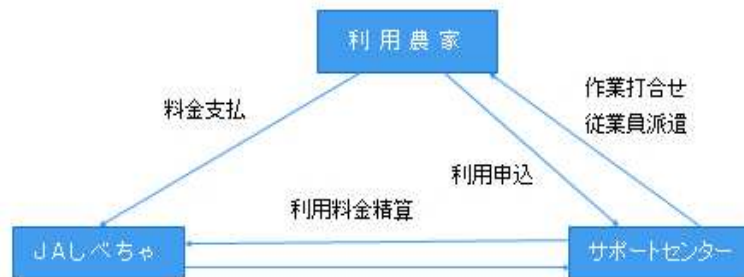 利用農家
料金支払
作業打合せ
従業員派遣
利用申込
利用料金精算
JAしべちゃ
サポートセンター